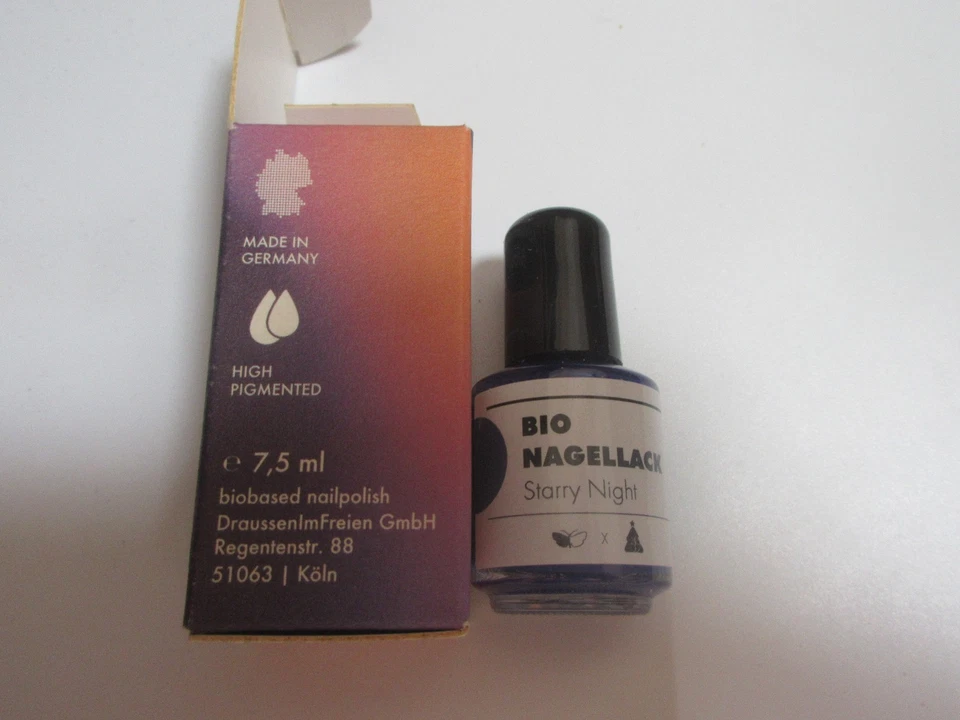 MADE IN
GERMANY
HIGH
PIGMENTED
℮ 7,5 ml
biobased nailpolish
DraussenImFreien GmbH
Regentenstr. 88
51063 | Köln
BIO
NAGELLACK
Starry Night
X